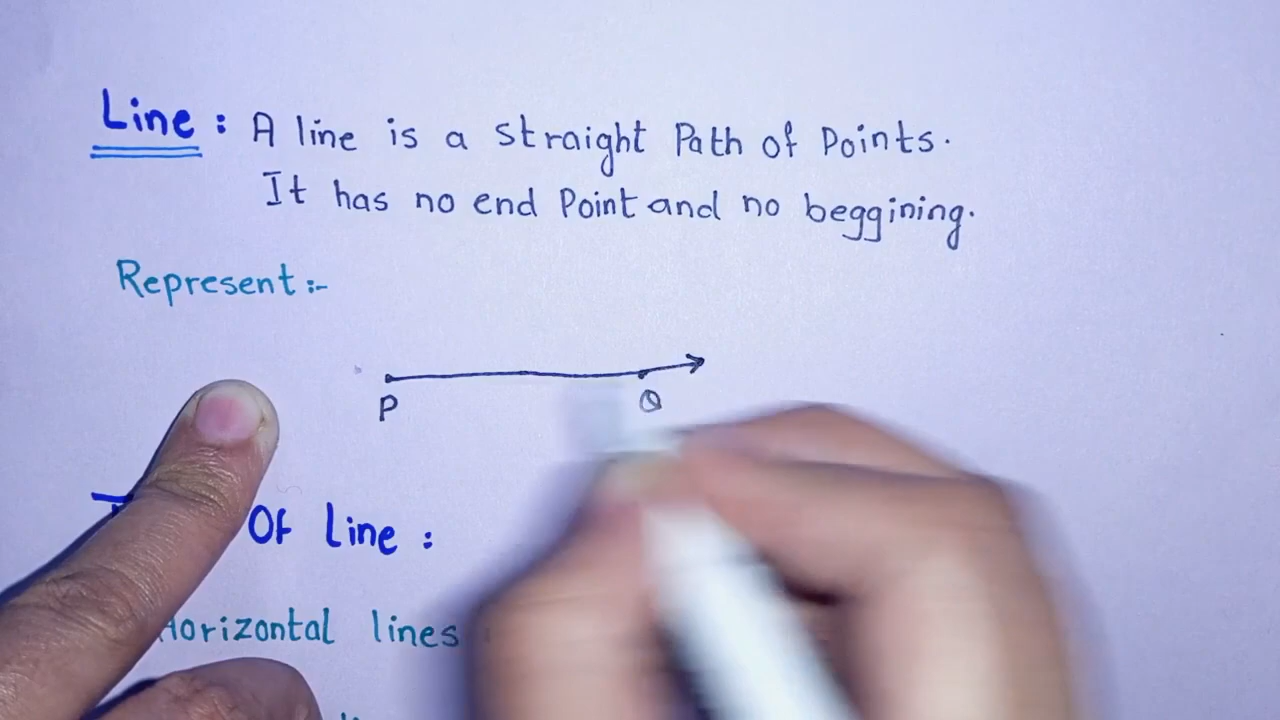 Line : A line is a straight Path of Points.
It has no end Point and no beggining.
Represent :-
P Q
Of Line :
Horizontal lines